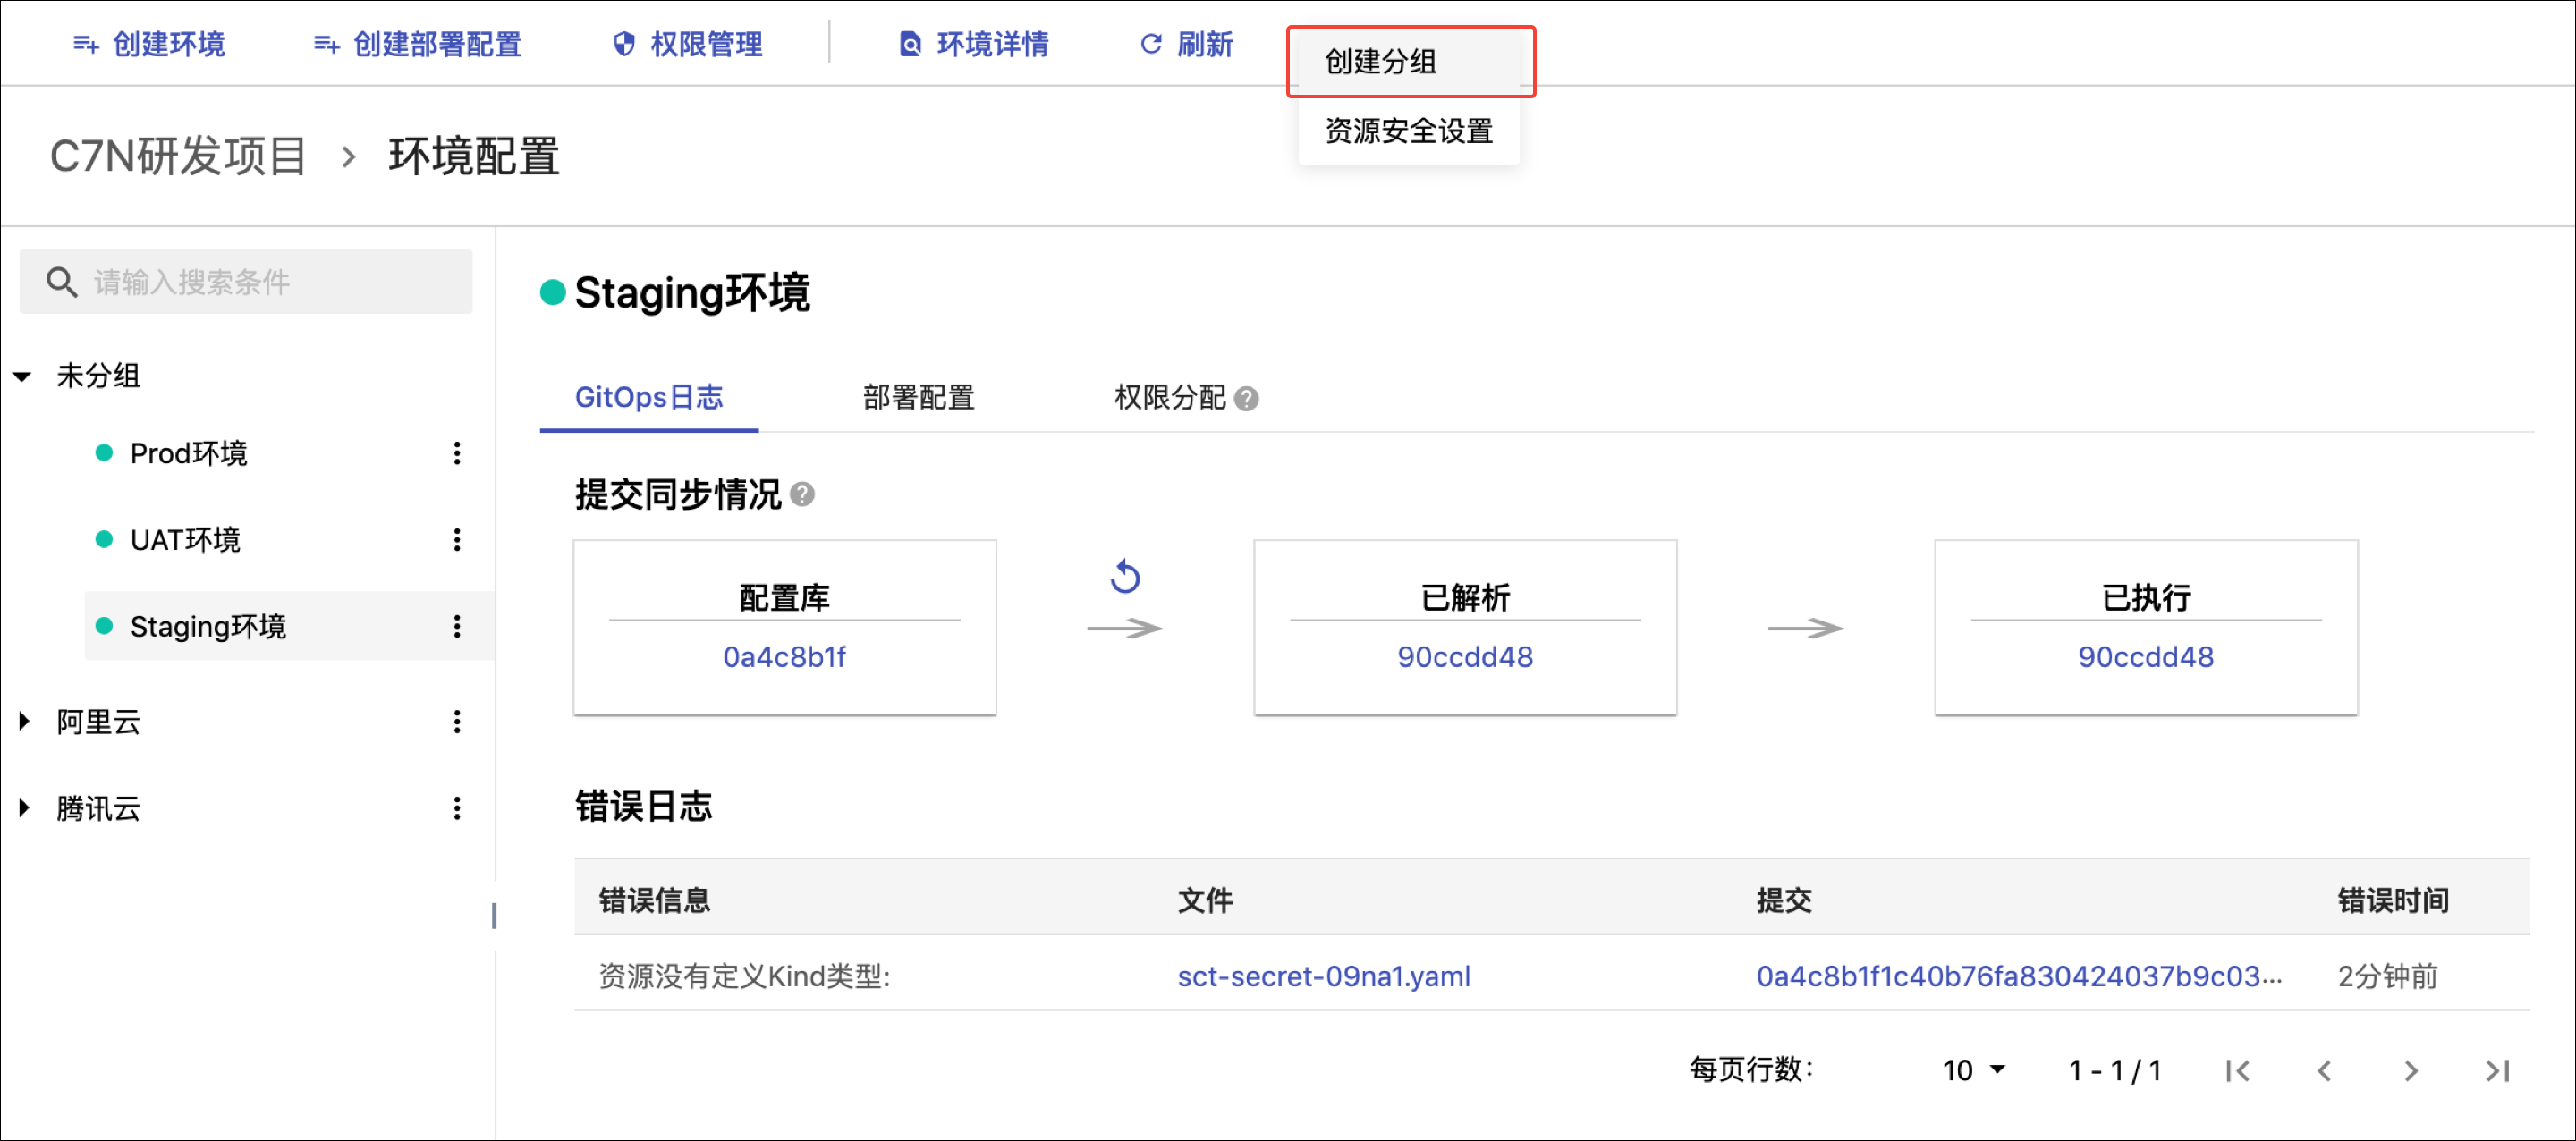 创建环境 创建部署配置 权限管理 环境详情 刷新
创建分组
资源安全设置
C7N研发项目 > 环境配置
请输入搜索条件
未分组
Prod环境
UAT环境
Staging环境
阿里云
腾讯云
Staging环境
GitOps日志 部署配置 权限分配
提交同步情况
配置库 已解析 已执行
0a4c8b1f 90ccdd48 90ccdd48
错误日志
错误信息 文件 提交 错误时间
资源没有定义Kind类型: sct-secret-09na1.yaml 0a4c8b1f1c40b76fa830424037b9c03... 2分钟前
每页行数: 10 1 - 1 / 1